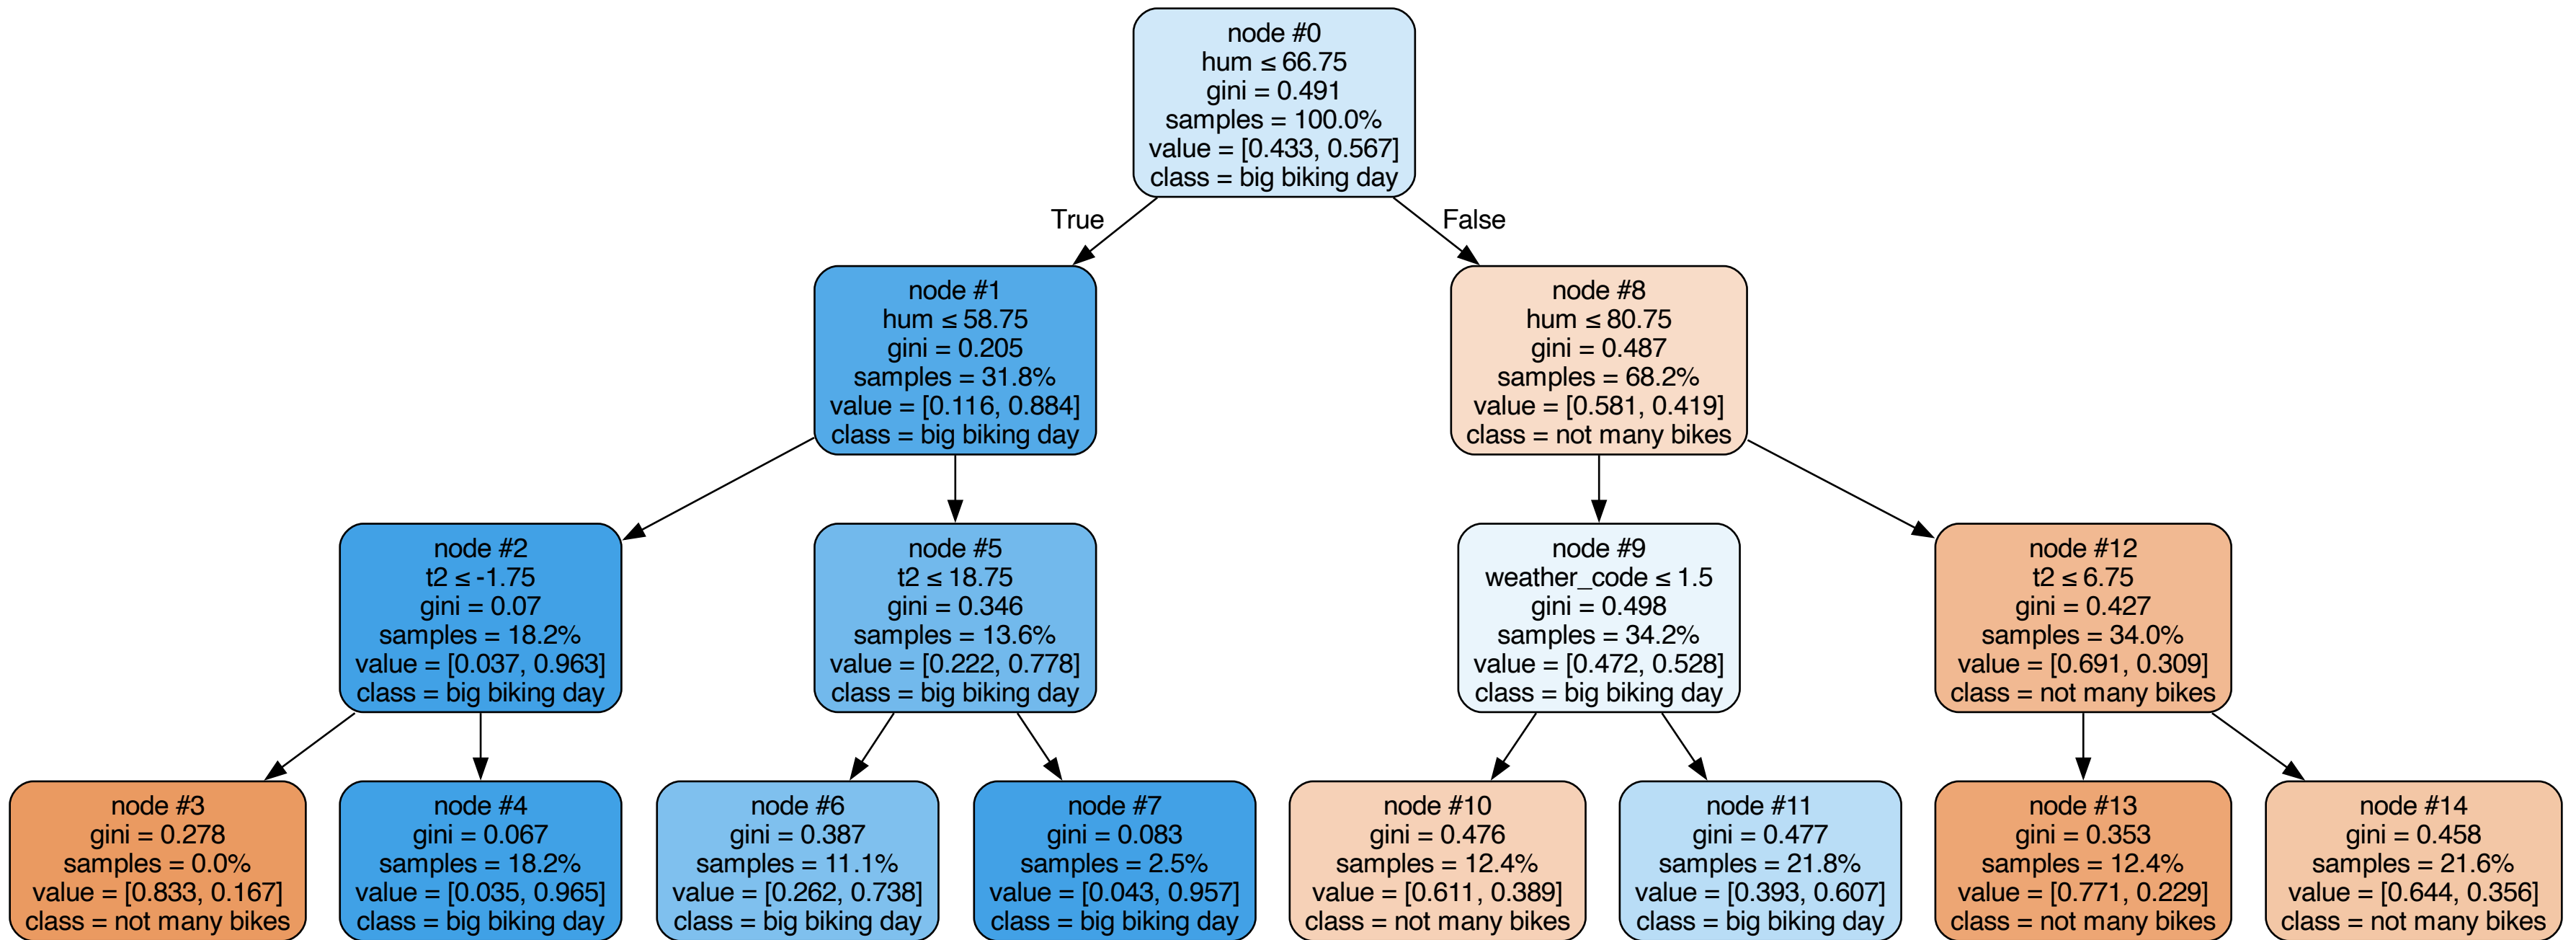 node #0
hum ≤ 66.75
gini = 0.491
samples = 100.0%
value = [0.433, 0.567]
class = big biking day
True
False
node #1
hum ≤ 58.75
gini = 0.205
samples = 31.8%
value = [0.116, 0.884]
class = big biking day
node #8
hum ≤ 80.75
gini = 0.487
samples = 68.2%
value = [0.581, 0.419]
class = not many bikes
node #2
t2 ≤ -1.75
gini = 0.07
samples = 18.2%
value = [0.037, 0.963]
class = big biking day
node #5
t2 ≤ 18.75
gini = 0.346
samples = 13.6%
value = [0.222, 0.778]
class = big biking day
node #9
weather_code ≤ 1.5
gini = 0.498
samples = 34.2%
value = [0.472, 0.528]
class = big biking day
node #12
t2 ≤ 6.75
gini = 0.427
samples = 34.0%
value = [0.691, 0.309]
class = not many bikes
node #3
gini = 0.278
samples = 0.0%
value = [0.833, 0.167]
class = not many bikes
node #4
gini = 0.067
samples = 18.2%
value = [0.035, 0.965]
class = big biking day
node #6
gini = 0.387
samples = 11.1%
value = [0.262, 0.738]
class = big biking day
node #7
gini = 0.083
samples = 2.5%
value = [0.043, 0.957]
class = big biking day
node #10
gini = 0.476
samples = 12.4%
value = [0.611, 0.389]
class = not many bikes
node #11
gini = 0.477
samples = 21.8%
value = [0.393, 0.607]
class = big biking day
node #13
gini = 0.353
samples = 12.4%
value = [0.771, 0.229]
class = not many bikes
node #14
gini = 0.458
samples = 21.6%
value = [0.644, 0.356]
class = not many bikes